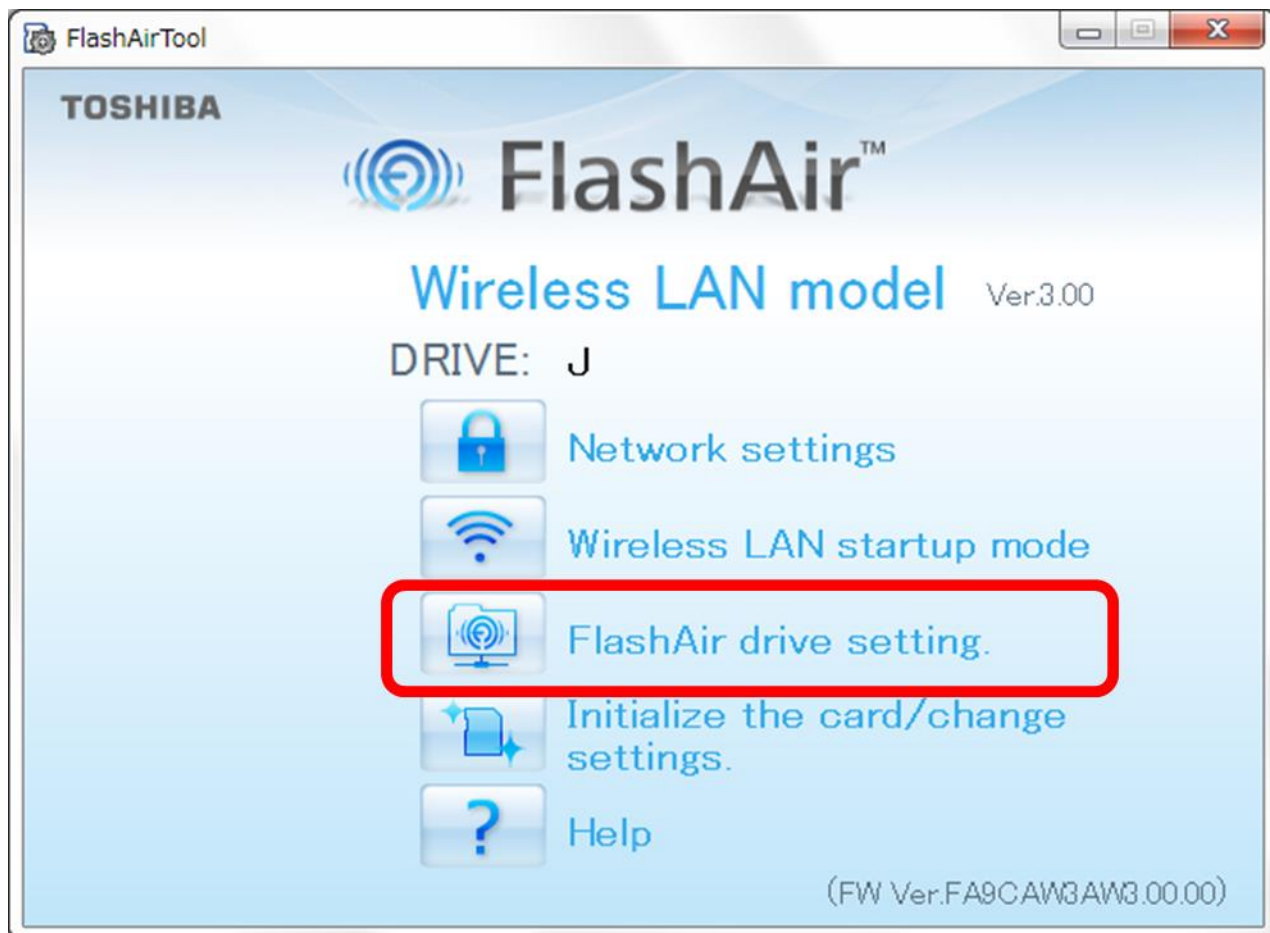 FlashAirTool
TOSHIBA
FlashAir™
Wireless LAN model Ver.3.00
DRIVE: J
Network settings
Wireless LAN startup mode
FlashAir drive setting.
Initialize the card/change
settings.
? Help
(FW Ver.FA9CAW3AW3.00.00)